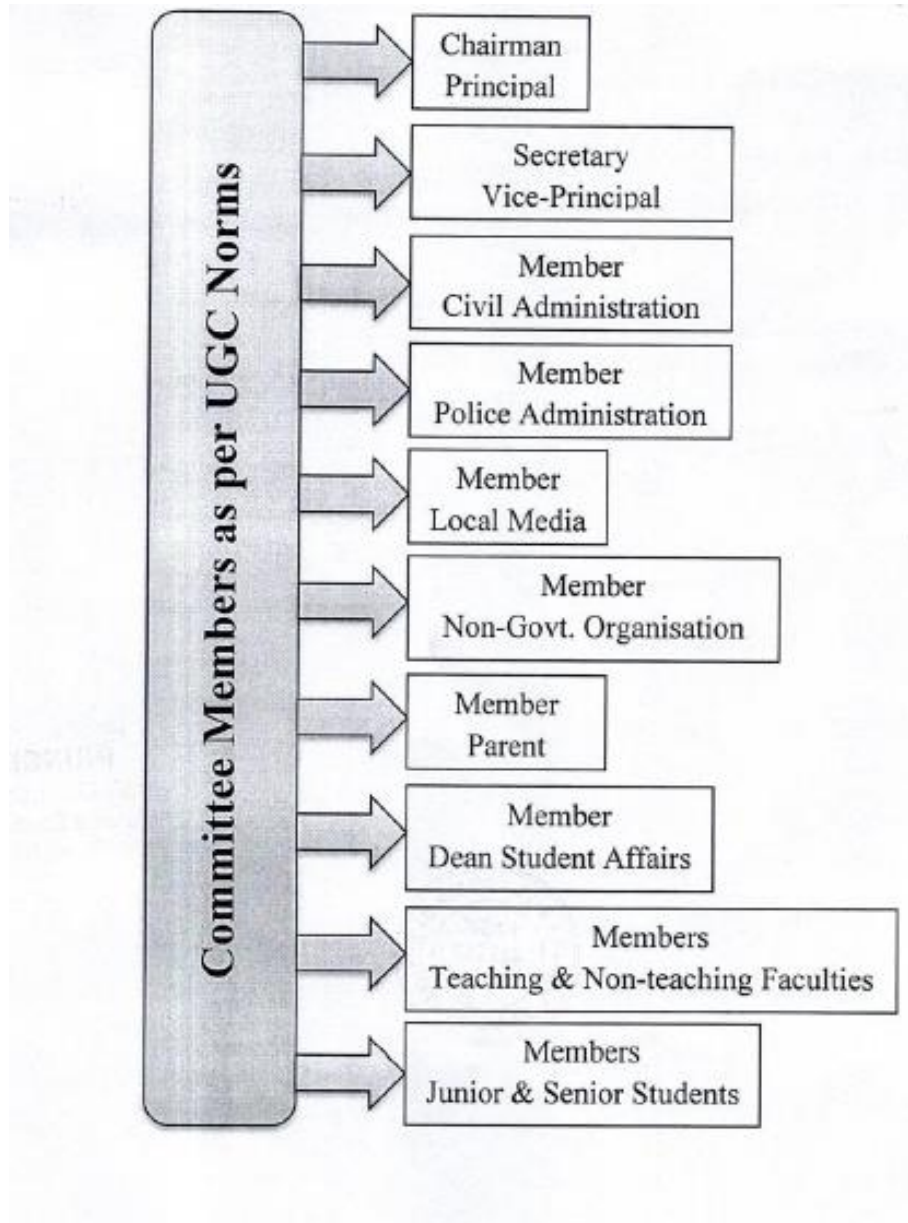 Committee Members as per UGC Norms
Chairman
Principal
Secretary
Vice-Principal
Member
Civil Administration
Member
Police Administration
Member
Local Media
Member
Non-Govt. Organisation
Member
Parent
Member
Dean Student Affairs
Members
Teaching & Non-teaching Faculties
Members
Junior & Senior Students